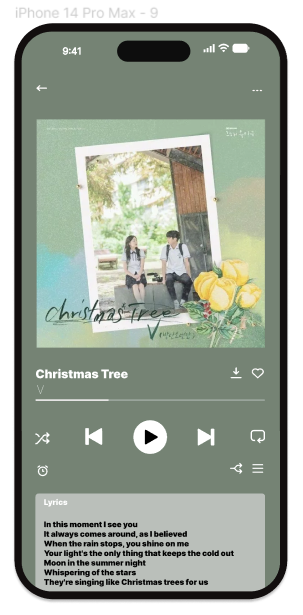 iPhone 14 Pro Max - 9
9:41
Christmas Tree
V
Christmas Tree
V
Lyrics
In this moment I see you
It always comes around, as I believed
When the rain stops, you shine on me
Your light's the only thing that keeps the cold out
Moon in the summer night
Whispering of the stars
They're singing like Christmas trees for us